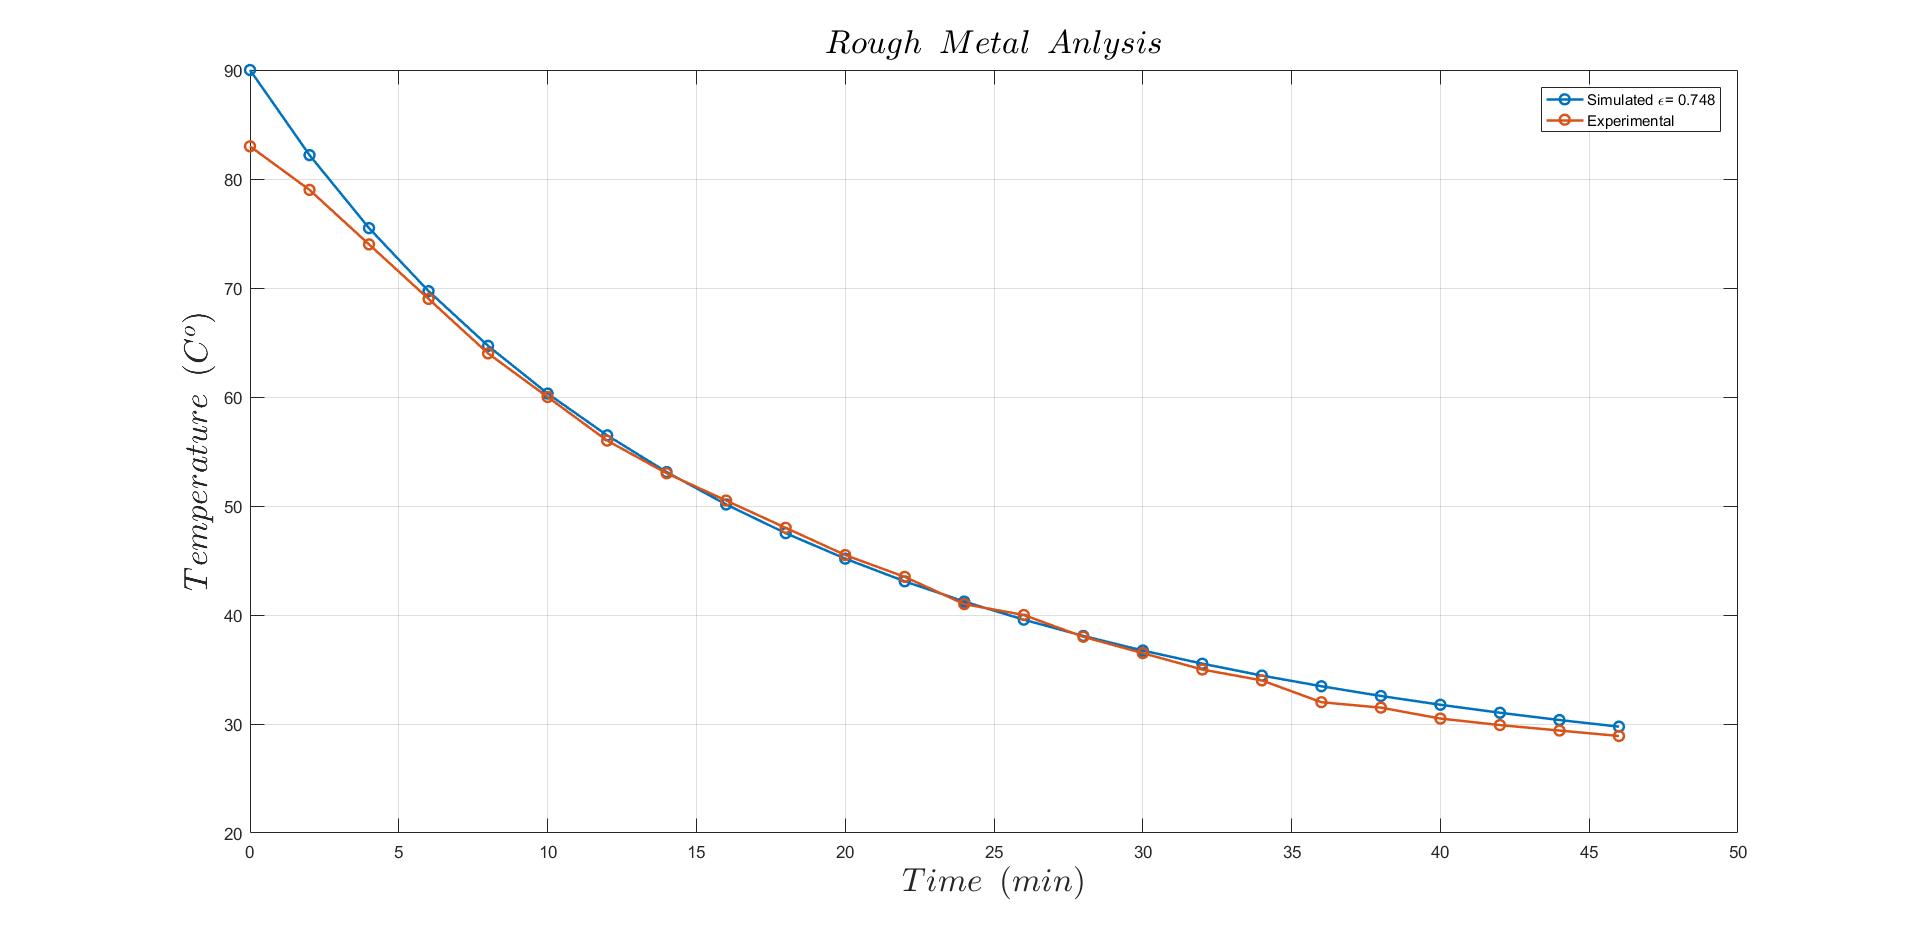 Rough Metal Anlysis
90
80
70
60
50
40
30
20
Temperature (C°)
Simulated ϵ= 0.748
Experimental
0 5 10 15 20 25 30 35 40 45 50
Time (min)